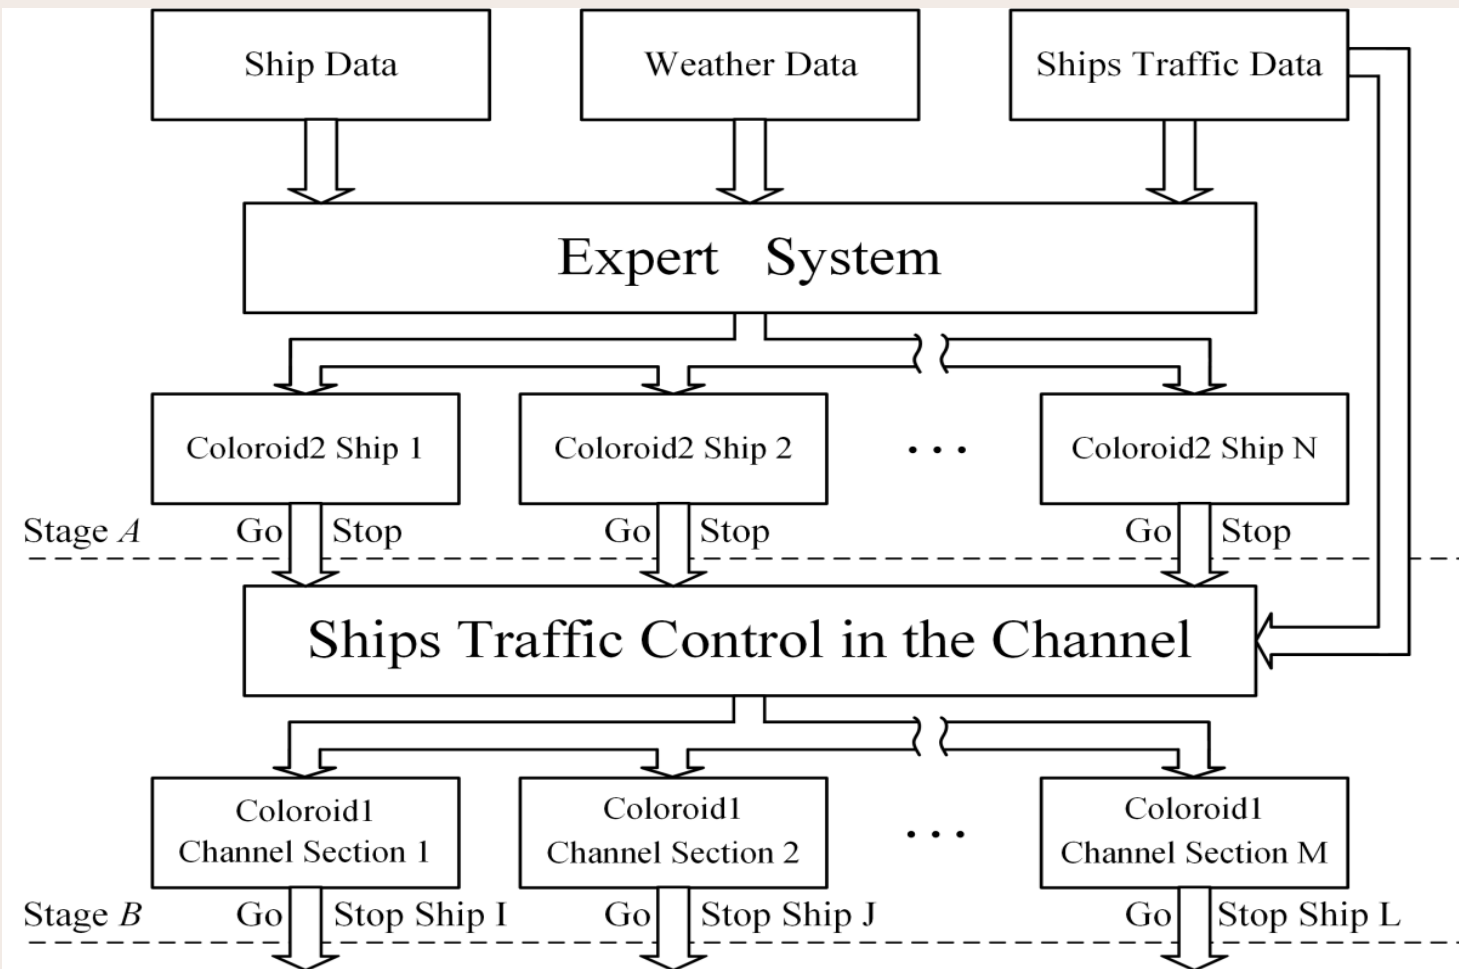 Ship Data
Weather Data
Ships Traffic Data
Expert System
Coloroid2 Ship 1
Coloroid2 Ship 2
...
Coloroid2 Ship N
Stage A
Go
Stop
Go
Stop
Go
Stop
Ships Traffic Control in the Channel
Coloroid1
Channel Section 1
Coloroid1
Channel Section 2
...
Coloroid1
Channel Section M
Stage B
Go
Stop Ship I
Go
Stop Ship J
Go
Stop Ship L